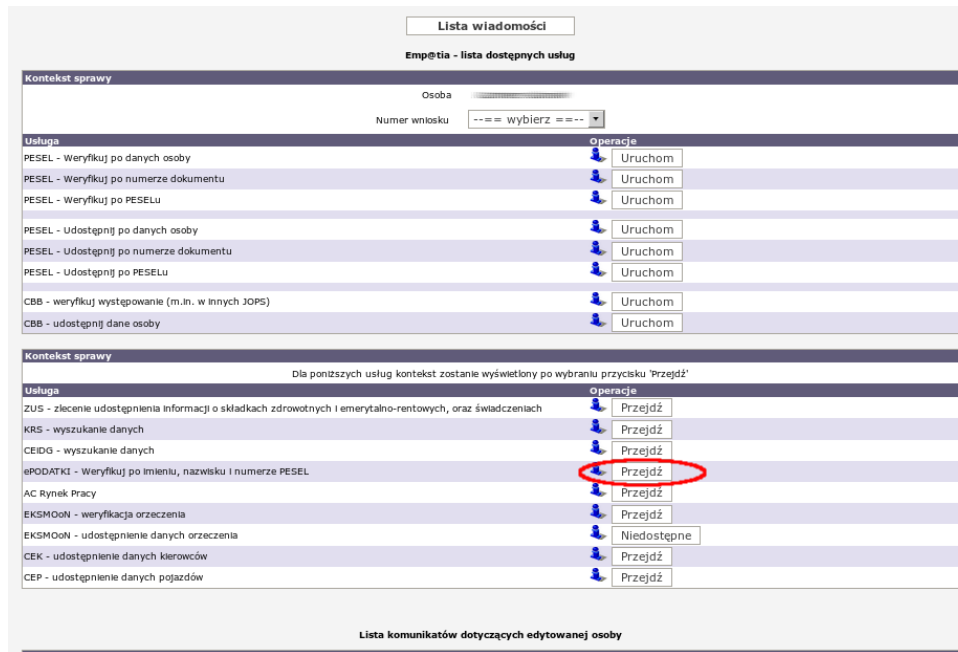 Lista wiadomości
Emp@tia - lista dostępnych usług
Kontekst sprawy
Osoba
Numer wniosku --== wybierz ==--
Usługa Operacje
PESEL - Weryfikuj po danych osoby Uruchom
PESEL - Weryfikuj po numerze dokumentu Uruchom
PESEL - Weryfikuj po PESELu Uruchom
PESEL - Udostępnij po danych osoby Uruchom
PESEL - Udostępnij po numerze dokumentu Uruchom
PESEL - Udostępnij po PESELu Uruchom
CBB - weryfikuj występowanie (m.in. w innych JOPS) Uruchom
CBB - udostępnij dane osoby Uruchom
Kontekst sprawy
Dla poniższych usług kontekst zostanie wyświetlony po wybraniu przycisku 'Przejdź'
Usługa Operacje
ZUS - zlecenie udostępnienia informacji o składkach zdrowotnych i emerytalno-rentowych, oraz świadczeniach Przejdź
KRS - wyszukanie danych Przejdź
CEIDG - wyszukanie danych Przejdź
ePODATKI - Weryfikuj po imieniu, nazwisku i numerze PESEL Przejdź
AC Rynek Pracy Przejdź
EKSMOoN - weryfikacja orzeczenia Przejdź
EKSMOoN - udostępnienie danych orzeczenia Niedostępne
CEK - udostępnienie danych kierowców Przejdź
CEP - udostępnienie danych pojazdów Przejdź
Lista komunikatów dotyczących edytowanej osoby